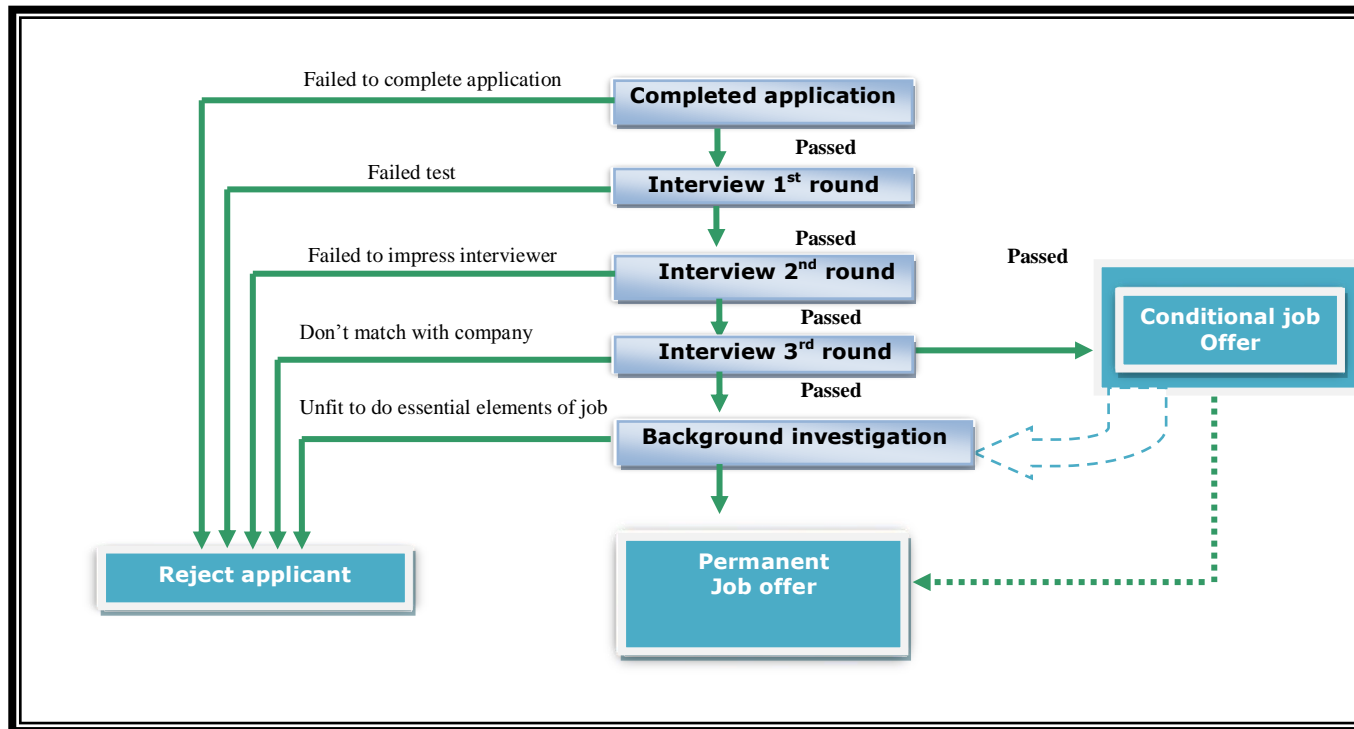 Failed to complete application
Completed application
Passed
Failed test
Interview 1st round
Passed
Failed to impress interviewer
Interview 2nd round
Passed
Conditional job
Offer
Don’t match with company
Passed
Interview 3rd round
Passed
Unfit to do essential elements of job
Background investigation
Reject applicant
Permanent
Job offer